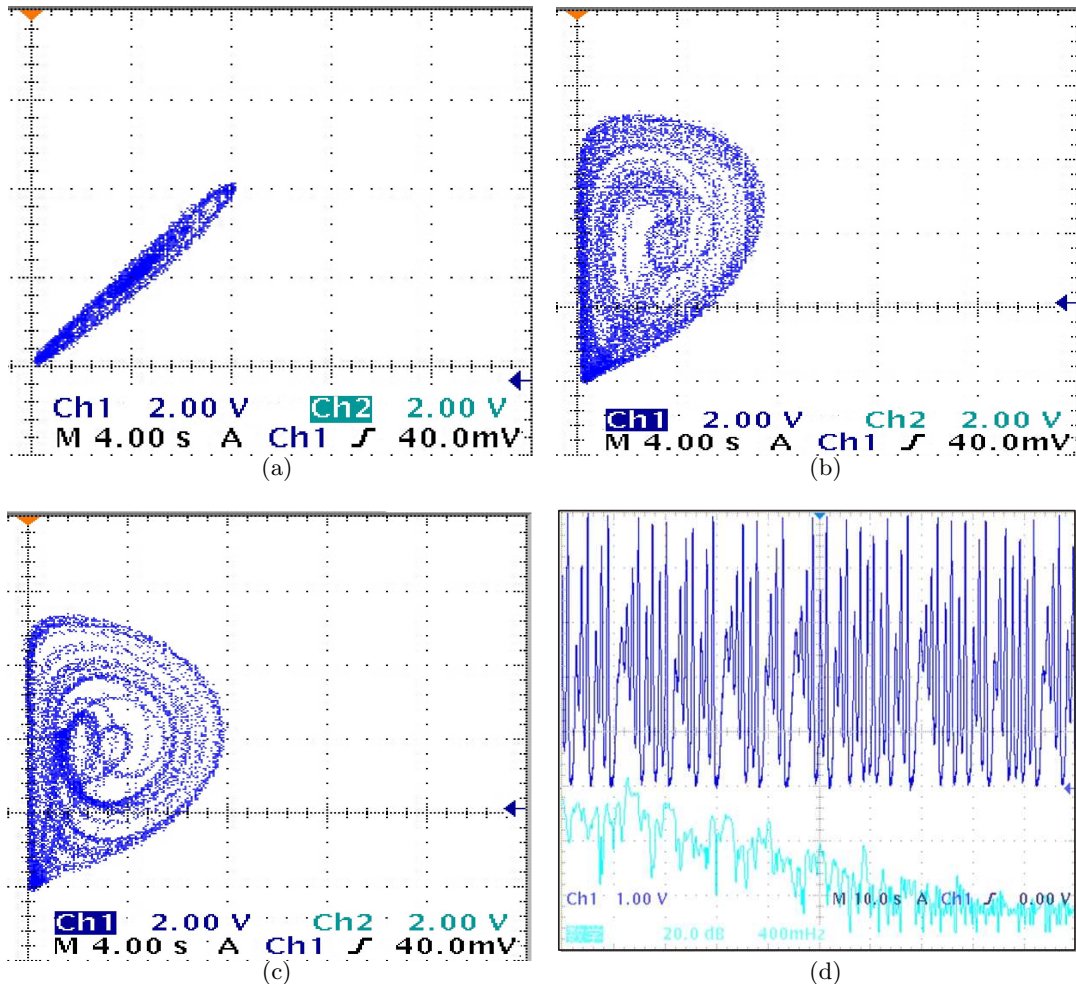 Ch1 2.00 V Ch2 2.00 V
M 4.00 s A Ch1 40.0mV
(a)
Ch1 2.00 V Ch2 2.00 V
M 4.00 s A Ch1 40.0mV
(b)
Ch1 2.00 V Ch2 2.00 V
M 4.00 s A Ch1 40.0mV
(c)
Ch1 1.00 V M 10.0 s A Ch1 0.00 V
20.0 dB 400mHz
(d)